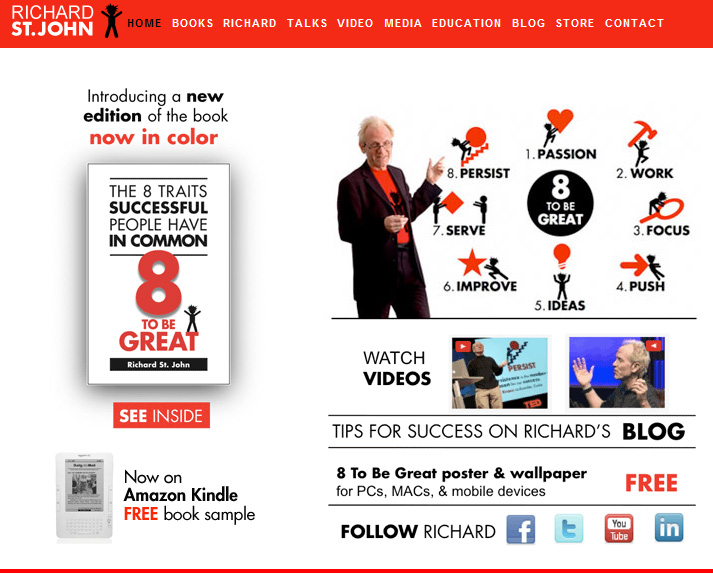 RICHARD
ST.JOHN
HOME BOOKS RICHARD TALKS VIDEO MEDIA EDUCATION BLOG STORE CONTACT
Introducing a new
edition of the book
now in color
THE 8 TRAITS
SUCCESSFUL
PEOPLE HAVE
IN COMMON
8
TO BE
GREAT
Richard St. John
SEE INSIDE
Now on
Amazon Kindle
FREE book sample
1. PASSION
2. WORK
3. FOCUS
4. PUSH
5. IDEAS
6. IMPROVE
7. SERVE
8. PERSIST
8
TO BE
GREAT
WATCH
VIDEOS
PERSIST
TED
TIPS FOR SUCCESS ON RICHARD'S BLOG
8 To Be Great poster & wallpaper
for PCs, MACs, & mobile devices
FREE
FOLLOW RICHARD
f
t
You
Tube
in